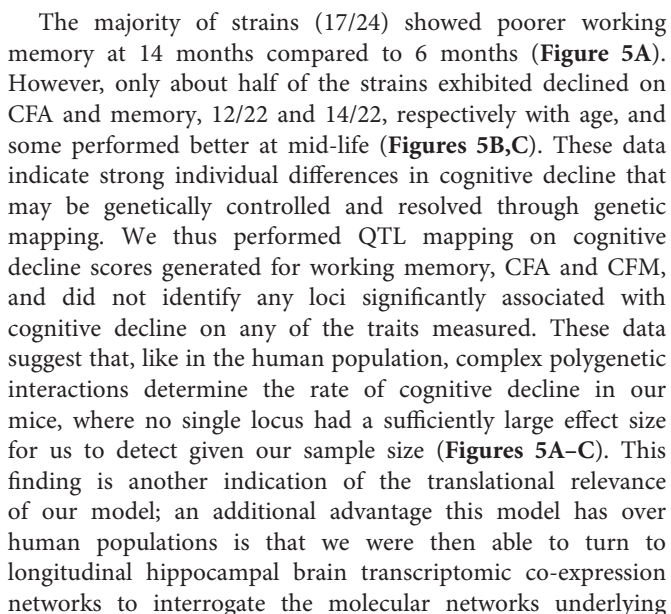 The majority of strains (17/24) showed poorer working
memory at 14 months compared to 6 months (Figure 5A).
However, only about half of the strains exhibited declined on
CFA and memory, 12/22 and 14/22, respectively with age, and
some performed better at mid-life (Figures 5B,C). These data
indicate strong individual differences in cognitive decline that
may be genetically controlled and resolved through genetic
mapping. We thus performed QTL mapping on cognitive
decline scores generated for working memory, CFA and CFM,
and did not identify any loci significantly associated with
cognitive decline on any of the traits measured. These data
suggest that, like in the human population, complex polygenetic
interactions determine the rate of cognitive decline in our
mice, where no single locus had a sufficiently large effect size
for us to detect given our sample size (Figures 5A–C). This
finding is another indication of the translational relevance
of our model; an additional advantage this model has over
human populations is that we were then able to turn to
longitudinal hippocampal brain transcriptomic co-expression
networks to interrogate the molecular networks underlying